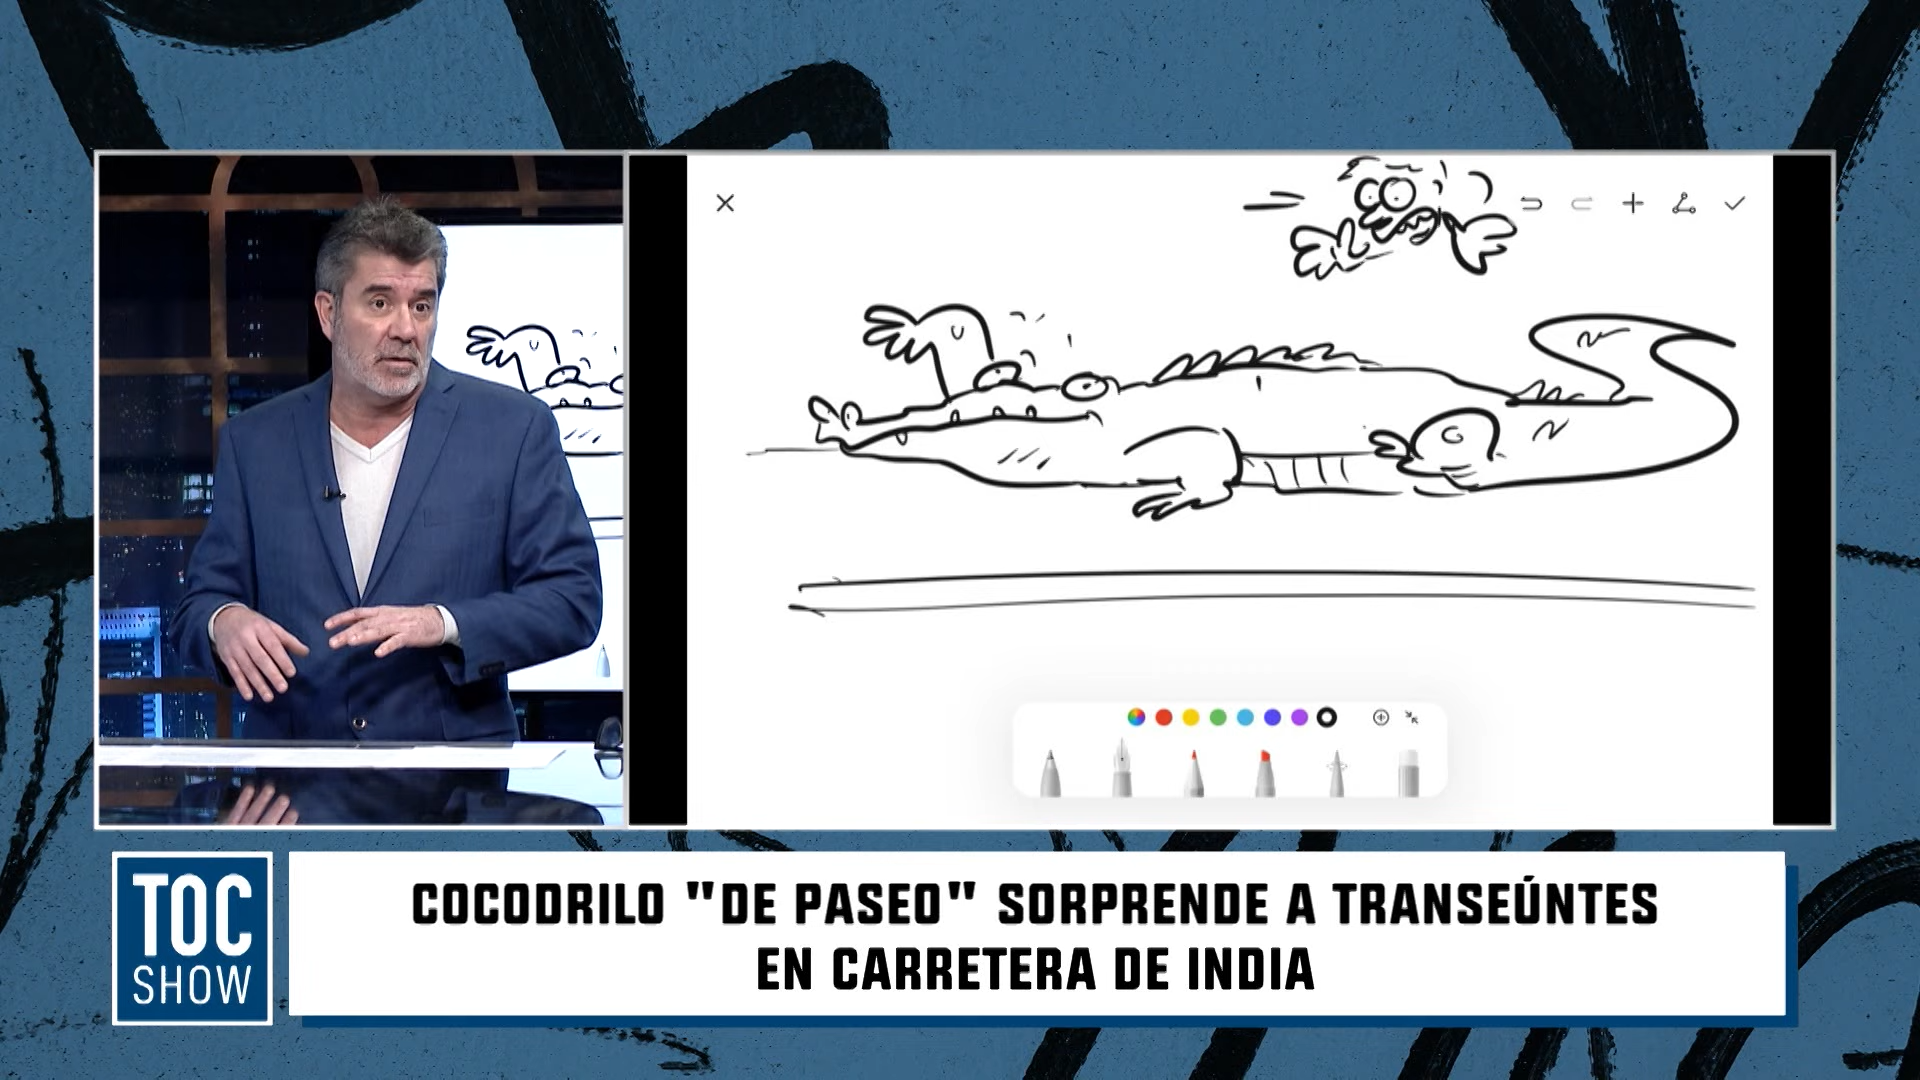 TOC
SHOW
COCODRILO "DE PASEO" SORPRENDE A TRANSEÚNTES
EN CARRETERA DE INDIA